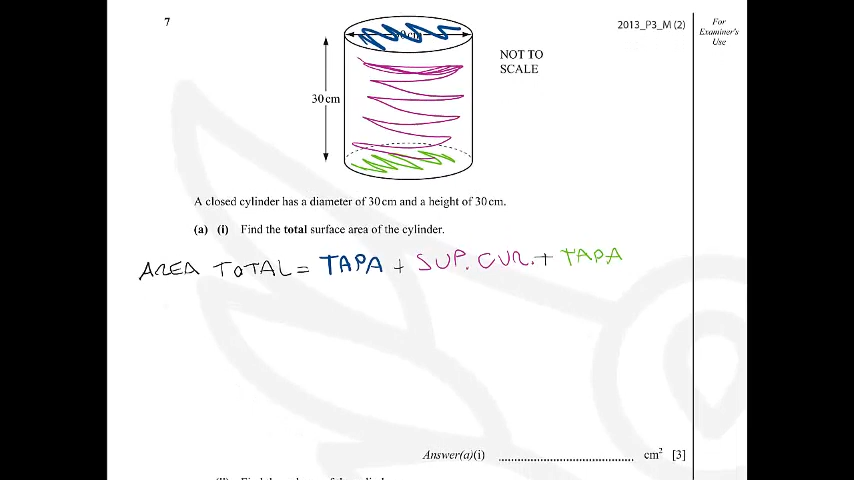 7
2013_P3_M (2)
For
Examiner's
Use
NOT TO
SCALE
30 cm
A closed cylinder has a diameter of 30 cm and a height of 30 cm.
(a) (i) Find the total surface area of the cylinder.
AREA TOTAL = TAPA + SUP. CUR. + TAPA
Answer(a)(i) ........................................ cm² [3]